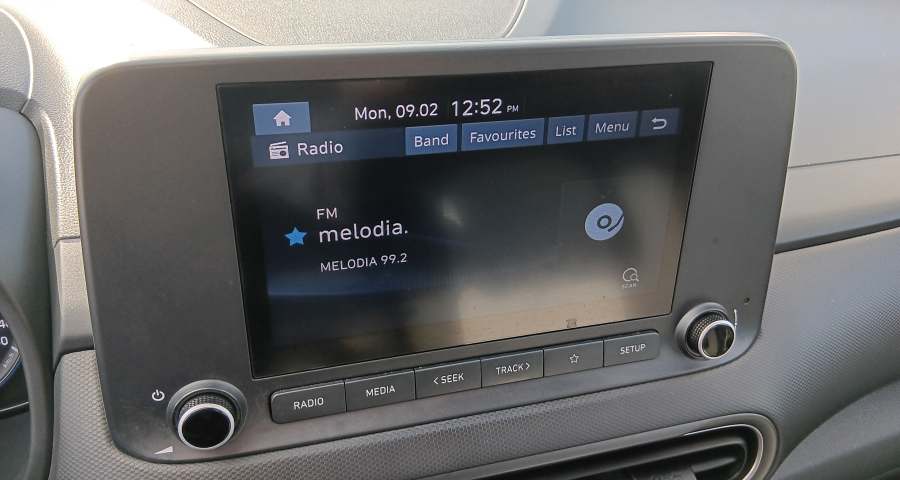 Mon, 09.02 12:52 PM
Radio Band Favourites List Menu
FM
melodia.
MELODIA 99.2
SCAN
RADIO MEDIA < SEEK TRACK > SETUP